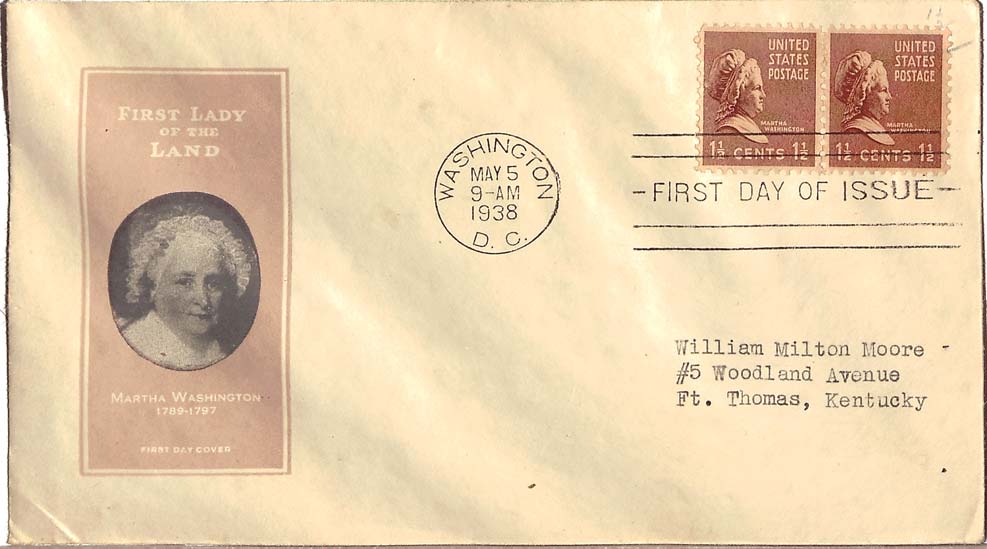 FIRST LADY
OF THE
LAND
MARTHA WASHINGTON
1789-1797
FIRST DAY COVER
WASHINGTON
MAY 5
9-AM
1938
D. C.
UNITED
STATES
POSTAGE
MARTHA
WASHINGTON
1½ CENTS 1½
UNITED
STATES
POSTAGE
MARTHA
WASHINGTON
1½ CENTS 1½
-FIRST DAY OF ISSUE-
William Milton Moore
#5 Woodland Avenue
Ft. Thomas, Kentucky